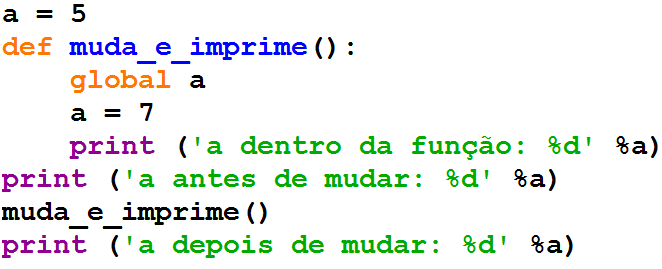 a = 5
def muda_e_imprime():
    global a
    a = 7
    print ('a dentro da função: %d' %a)
print ('a antes de mudar: %d' %a)
muda_e_imprime()
print ('a depois de mudar: %d' %a)